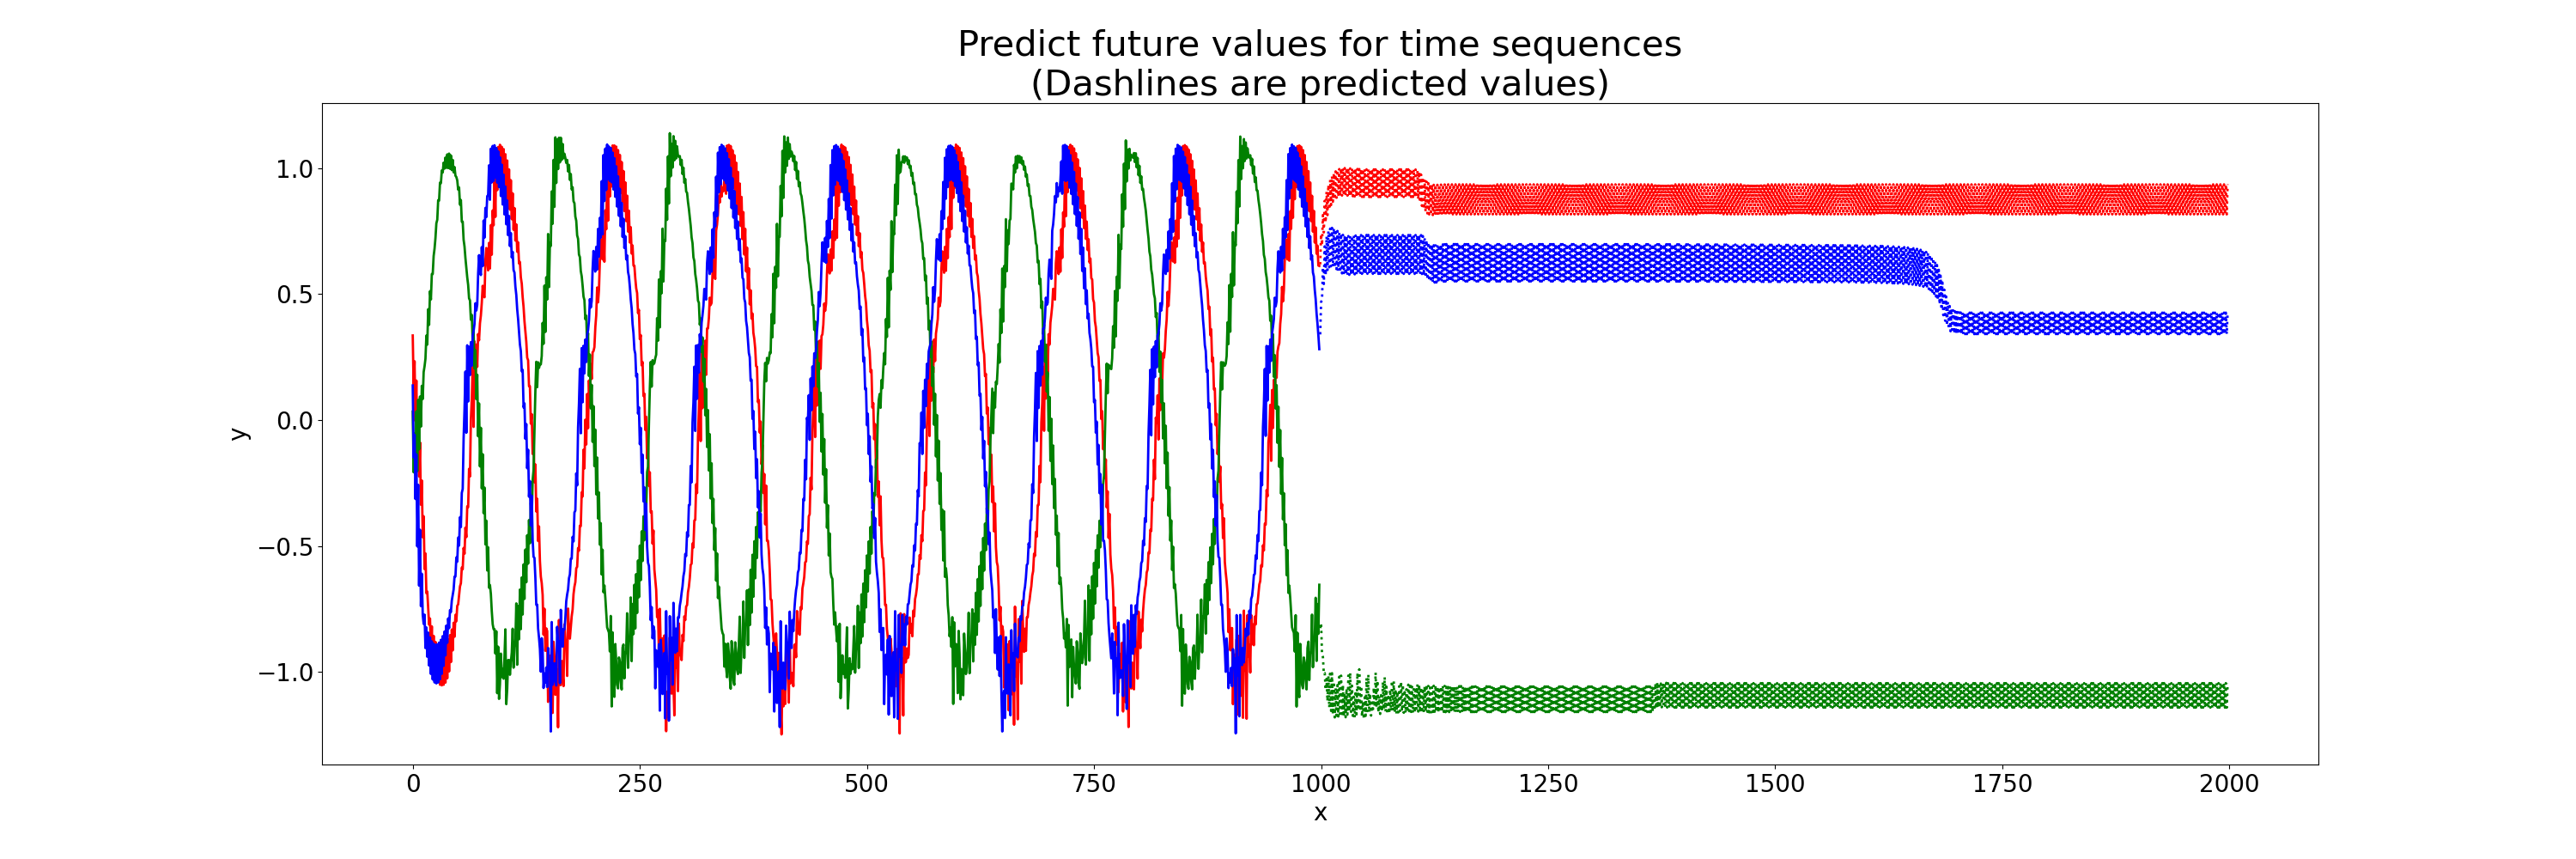 Predict future values for time sequences
(Dashlines are predicted values)
1.0
0.5
0.0
−0.5
−1.0
y
0 250 500 750 1000 1250 1500 1750 2000
x